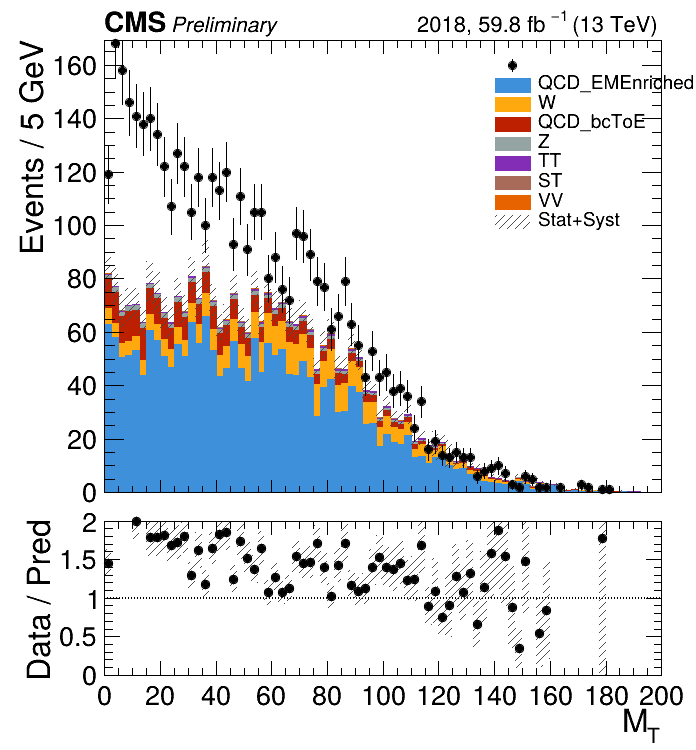 CMS Preliminary 2018, 59.8 fb⁻¹ (13 TeV)
Events / 5 GeV
160
140
120
100
80
60
40
20
0
QCD_EMEnriched
W
QCD_bcToE
Z
TT
ST
VV
Stat+Syst
Data / Pred
2
1.5
1
0.5
0
0 20 40 60 80 100 120 140 160 180 200
M_T